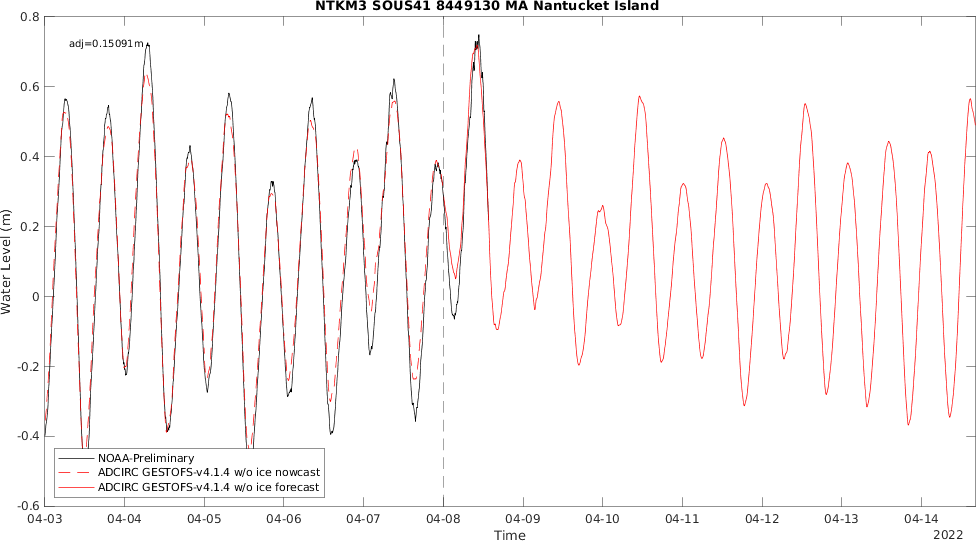 NTKM3 SOUS41 8449130 MA Nantucket Island
adj=0.15091m
0.8
0.6
0.4
0.2
0
-0.2
-0.4
-0.6
Water Level (m)
NOAA-Preliminary
ADCIRC GESTOFS-v4.1.4 w/o ice nowcast
ADCIRC GESTOFS-v4.1.4 w/o ice forecast
04-03 04-04 04-05 04-06 04-07 04-08 04-09 04-10 04-11 04-12 04-13 04-14
Time
2022